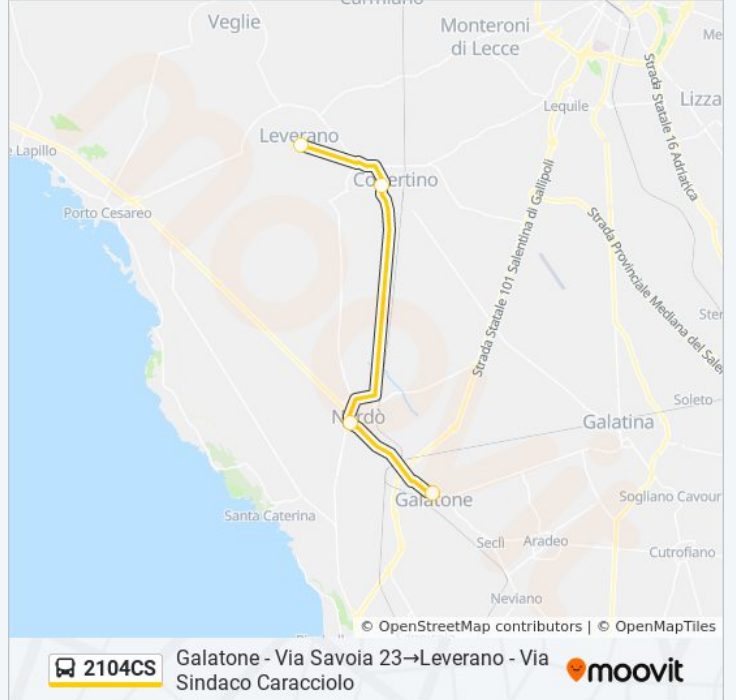 Carmiano
Veglie
Monteroni
di Lecce
Me
Strada Statale 16 Adriatica
Lequile
Lizza
Leverano
e Lapillo
Copertino
Porto Cesareo
Strada Statale 101 Salentina di Gallipoli
Strada Provinciale Mediana del Sale
Ster
moovit
Soleto
Nardò
Galatina
Galatone
Sogliano Cavour
Santa Caterina
Seclì
Aradeo
Cutrofiano
Neviano
© OpenStreetMap contributors | © OpenMapTiles
2104CS
Galatone - Via Savoia 23→Leverano - Via
Sindaco Caracciolo
moovit